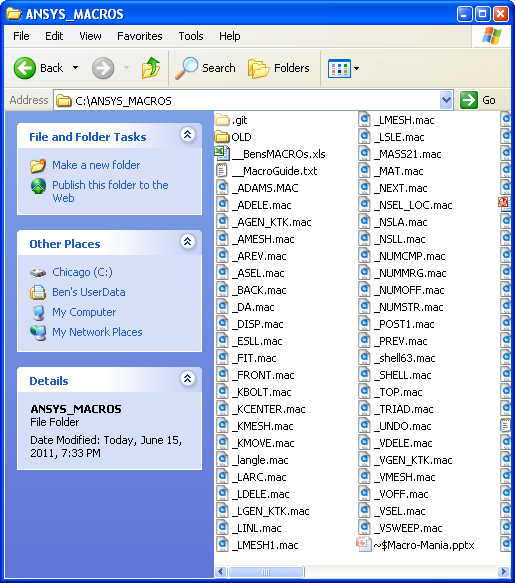 ANSYS_MACROS
File Edit View Favorites Tools Help
Back Search Folders
Address C:\ANSYS_MACROS Go
File and Folder Tasks
Make a new folder
Publish this folder to the
Web
Other Places
Chicago (C:)
Ben's UserData
My Computer
My Network Places
Details
ANSYS_MACROS
File Folder
Date Modified: Today, June 15,
2011, 7:33 PM
.git
OLD
__BensMACROs.xls
__MacroGuide.txt
_ADAMS.MAC
_ADELE.mac
_AGEN_KTK.mac
_AMESH.mac
_AREV.mac
_ASEL.mac
_BACK.mac
_DA.mac
_DISP.mac
_ESLL.mac
_FIT.mac
_FRONT.mac
_KBOLT.mac
_KCENTER.mac
_KMESH.mac
_KMOVE.mac
_langle.mac
_LARC.mac
_LDELE.mac
_LGEN_KTK.mac
_LINL.mac
_LMESH1.mac
_LMESH.mac
_LSLE.mac
_MASS21.mac
_MAT.mac
_NEXT.mac
_NSEL_LOC.mac
_NSLA.mac
_NSLL.mac
_NUMCMP.mac
_NUMMRG.mac
_NUMOFF.mac
_NUMSTR.mac
_POST1.mac
_PREV.mac
_shell63.mac
_SHELL.mac
_TOP.mac
_TRIAD.mac
_UNDO.mac
_VDELE.mac
_VGEN_KTK.mac
_VMESH.mac
_VOFF.mac
_VSEL.mac
_VSWEEP.mac
~$Macro-Mania.pptx